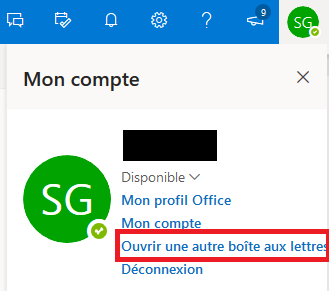 9
SG
Mon compte
SG
Disponible
Mon profil Office
Mon compte
Ouvrir une autre boîte aux lettres
Déconnexion